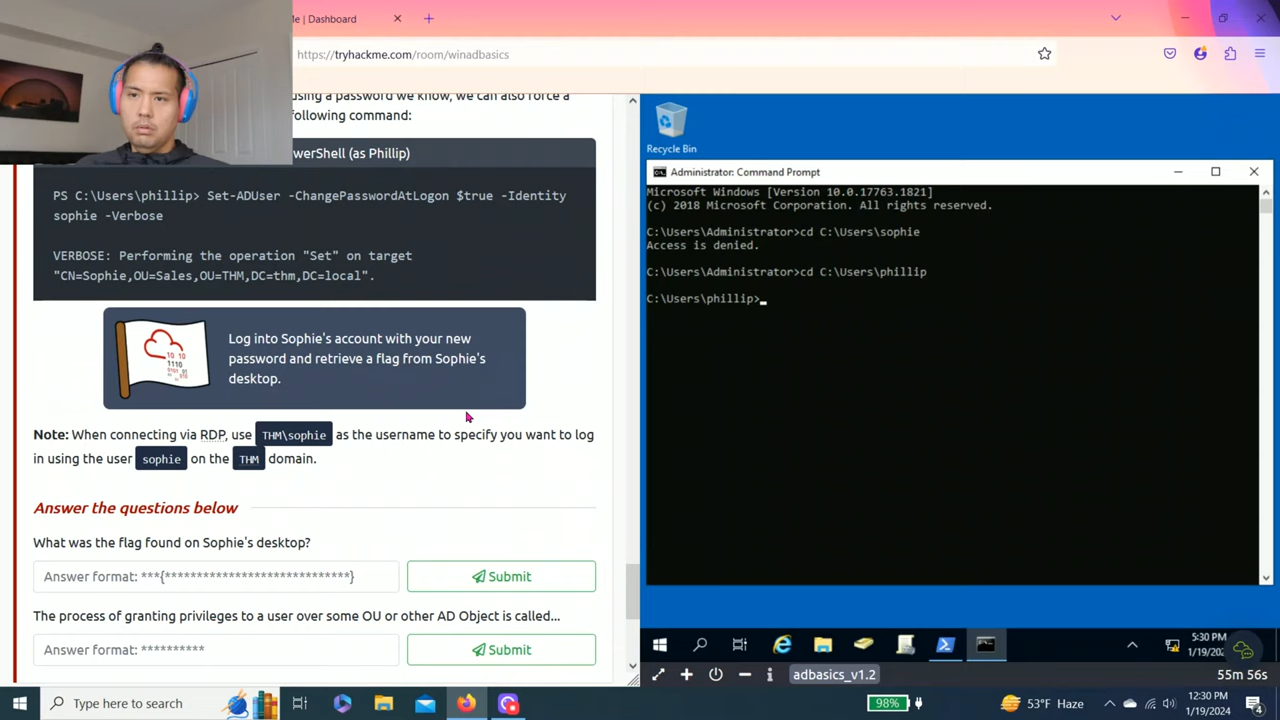 Me | Dashboard
https://tryhackme.com/room/winadbasics
using a password we know, we can also force a
following command:
werShell (as Phillip)
PS C:\Users\phillip> Set-ADUser -ChangePasswordAtLogon $true -Identity
sophie -Verbose
VERBOSE: Performing the operation "Set" on target
"CN=Sophie,OU=Sales,OU=THM,DC=thm,DC=local".
Log into Sophie's account with your new
password and retrieve a flag from Sophie's
desktop.
Note: When connecting via RDP, use THM\sophie as the username to specify you want to log
in using the user sophie on the THM domain.
Answer the questions below
What was the flag found on Sophie's desktop?
Answer format: ***{*****************************}
Submit
The process of granting privileges to a user over some OU or other AD Object is called...
Answer format: **********
Submit
Recycle Bin
Administrator: Command Prompt
Microsoft Windows [Version 10.0.17763.1821]
(c) 2018 Microsoft Corporation. All rights reserved.
C:\Users\Administrator>cd C:\Users\sophie
Access is denied.
C:\Users\Administrator>cd C:\Users\phillip
C:\Users\phillip>_
5:30 PM
1/19/2024
adbasics_v1.2
55m 56s
Type here to search
98%
53°F Haze
12:30 PM
1/19/2024
4